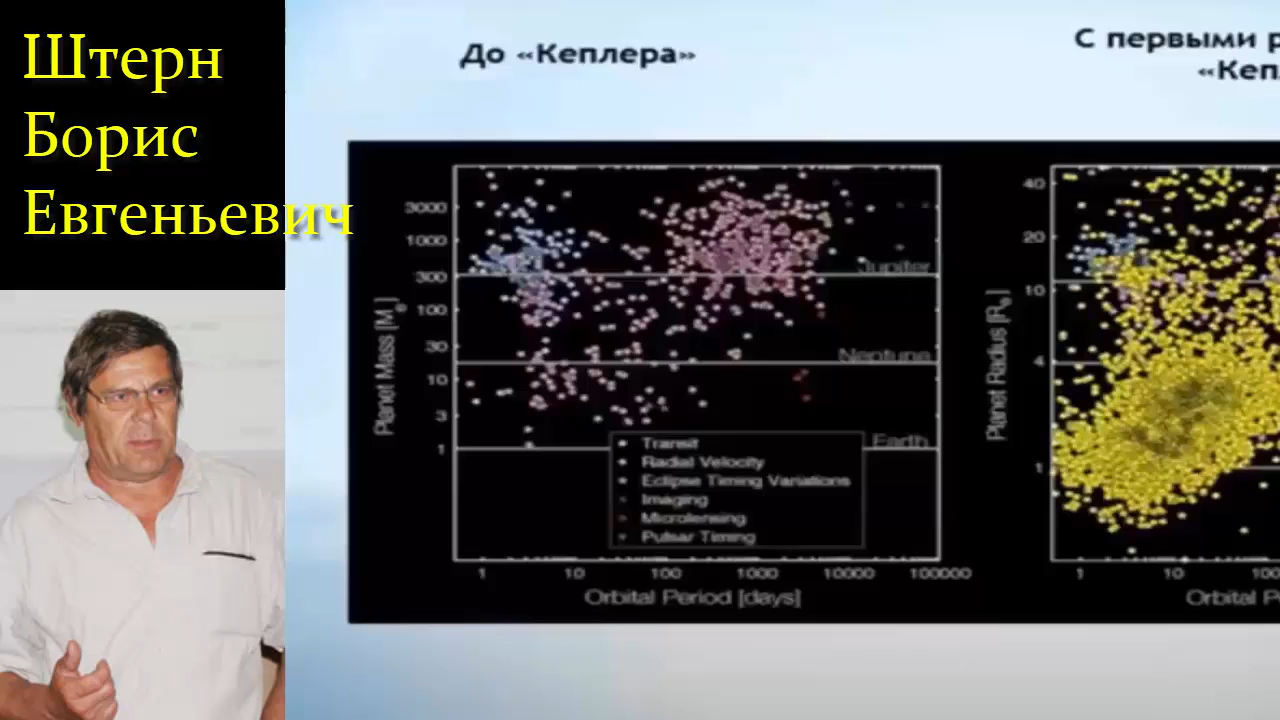 Штерн
Борис
Евгеньевич
До «Кеплера»
С первыми
«Кеп
3000
1000
300
100
30
10
3
1
Planet Mass [M⊕]
Jupiter
Neptune
Earth
Transit
Radial Velocity
Eclipse Timing Variations
Imaging
Microlensing
Pulsar Timing
1 10 100 1000 10000 100000
Orbital Period [days]
40
20
10
4
1
Planet Radius [R⊕]
1 10 100
Orbital P